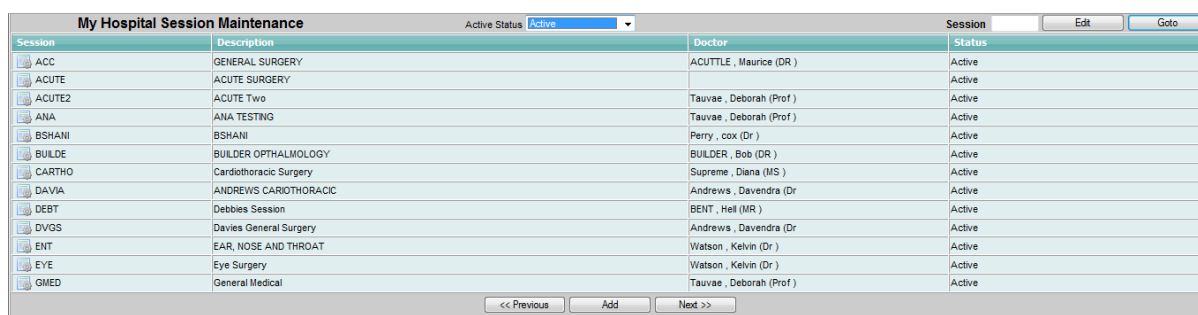 My Hospital Session Maintenance Active Status Active Session Edit Goto
Session Description Doctor Status
ACC GENERAL SURGERY ACUTTLE , Maurice (DR ) Active
ACUTE ACUTE SURGERY Active
ACUTE2 ACUTE Two Tauvae , Deborah (Prof ) Active
ANA ANA TESTING Tauvae , Deborah (Prof ) Active
BSHANI BSHANI Perry , cox (Dr ) Active
BUILDE BUILDER OPTHALMOLOGY BUILDER , Bob (DR ) Active
CARTHO Cardiothoracic Surgery Supreme , Diana (MS ) Active
DAVIA ANDREWS CARIOTHORACIC Andrews , Davendra (Dr Active
DEBT Debbies Session BENT , Hell (MR ) Active
DVGS Davies General Surgery Andrews , Davendra (Dr Active
ENT EAR, NOSE AND THROAT Watson , Kelvin (Dr ) Active
EYE Eye Surgery Watson , Kelvin (Dr ) Active
GMED General Medical Tauvae , Deborah (Prof ) Active
<< Previous Add Next >>